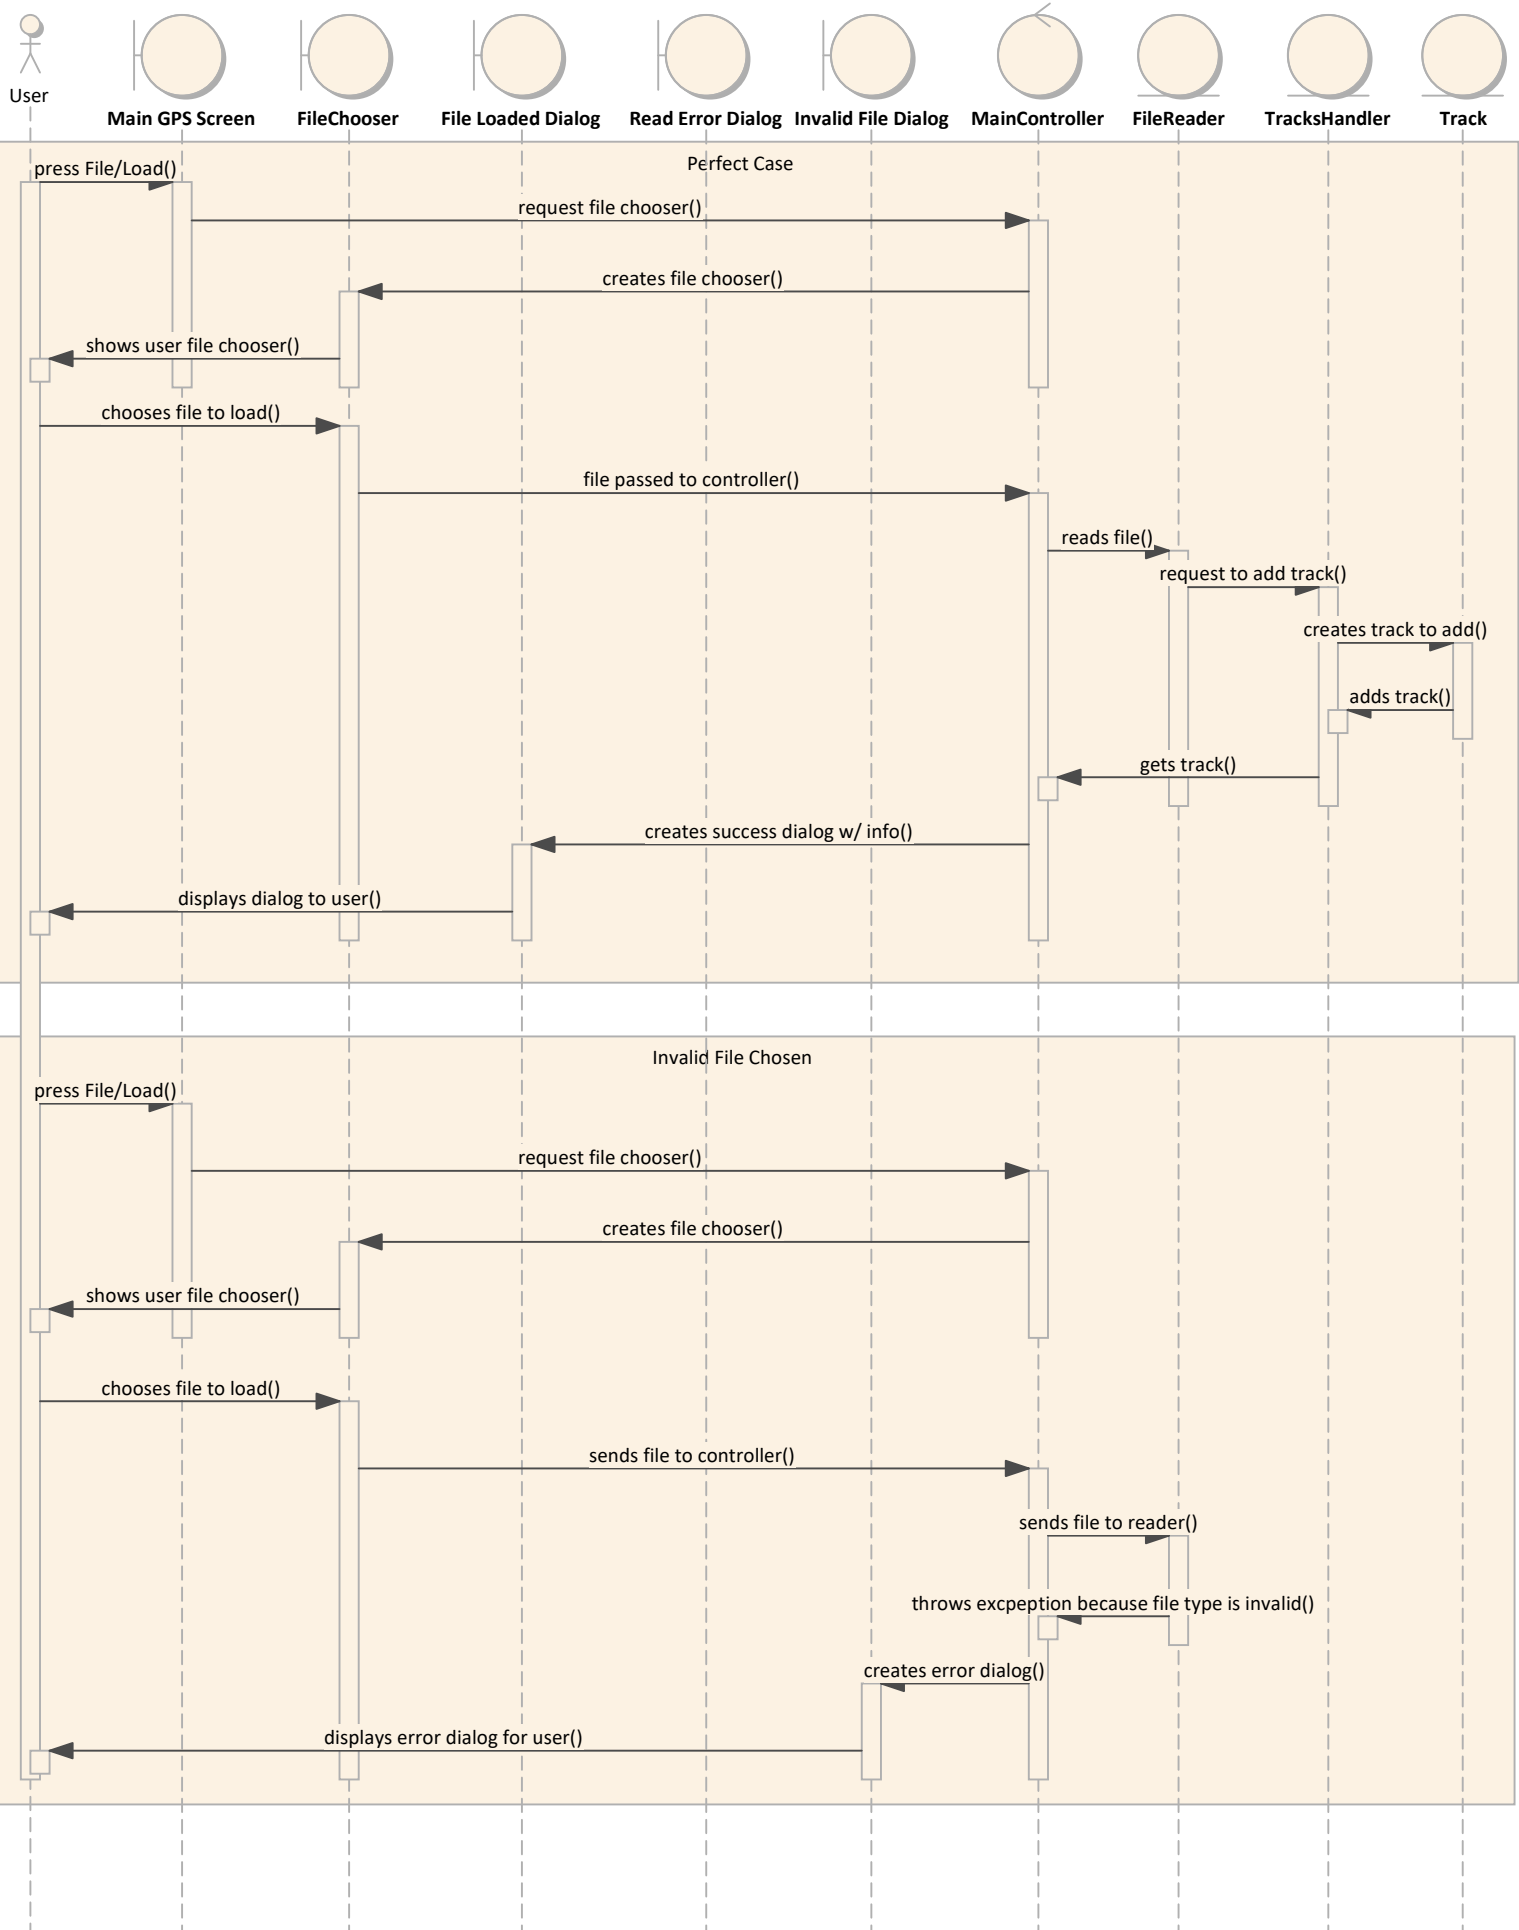 User
Main GPS Screen
FileChooser
File Loaded Dialog
Read Error Dialog
Invalid File Dialog
MainController
FileReader
TracksHandler
Track
Perfect Case
press File/Load()
request file chooser()
creates file chooser()
shows user file chooser()
chooses file to load()
file passed to controller()
reads file()
request to add track()
creates track to add()
adds track()
gets track()
creates success dialog w/ info()
displays dialog to user()
Invalid File Chosen
press File/Load()
request file chooser()
creates file chooser()
shows user file chooser()
chooses file to load()
sends file to controller()
sends file to reader()
throws excpeption because file type is invalid()
creates error dialog()
displays error dialog for user()